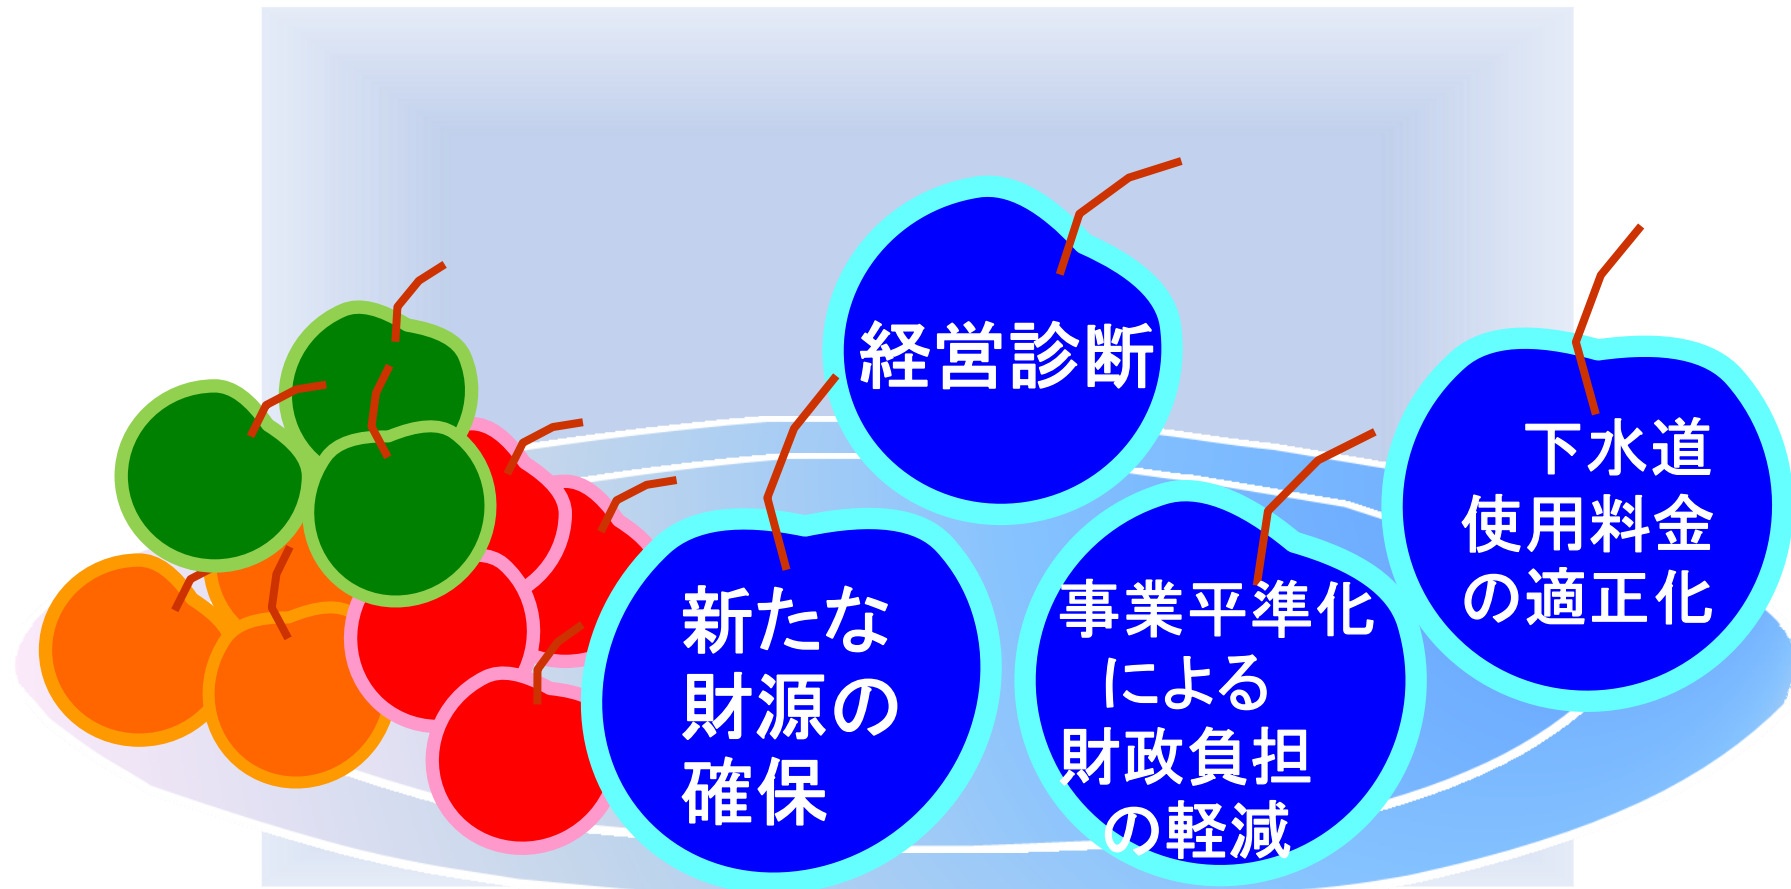 経営診断
新たな
財源の
確保
事業平準化
による
財政負担
の軽減
下水道
使用料金
の適正化